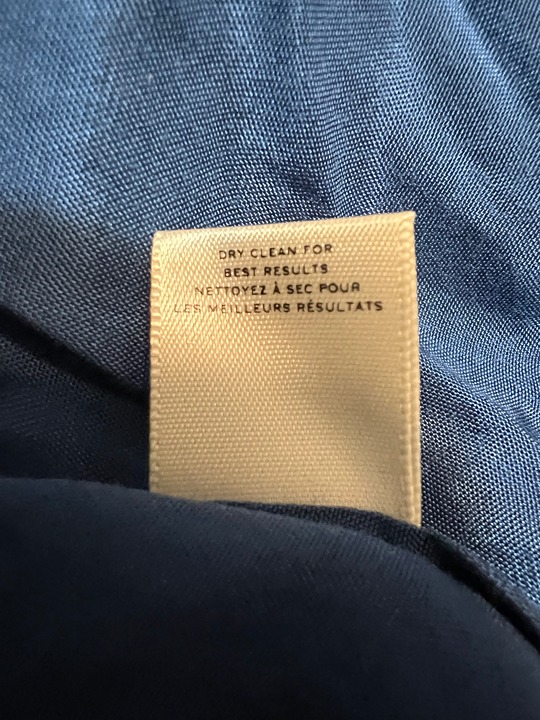 DRY CLEAN FOR
BEST RESULTS
NETTOYEZ À SEC POUR
LES MEILLEURS RÉSULTATS